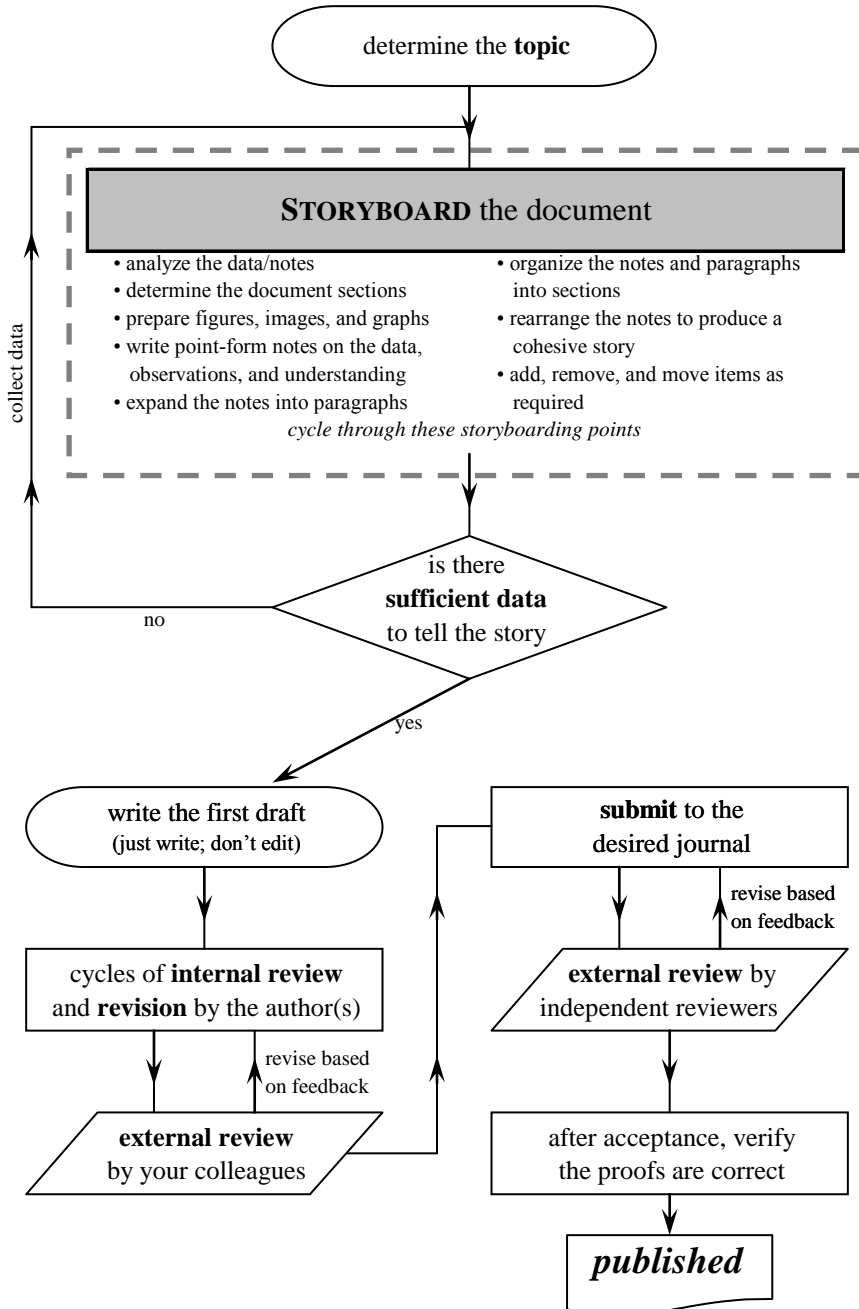 determine the topic
STORYBOARD the document
• analyze the data/notes
• determine the document sections
• prepare figures, images, and graphs
• write point-form notes on the data,
observations, and understanding
• expand the notes into paragraphs
• organize the notes and paragraphs
into sections
• rearrange the notes to produce a
cohesive story
• add, remove, and move items as
required
cycle through these storyboarding points
collect data
is there
sufficient data
to tell the story
no
yes
write the first draft
(just write; don't edit)
cycles of internal review
and revision by the author(s)
revise based
on feedback
external review
by your colleagues
submit to the
desired journal
revise based
on feedback
external review by
independent reviewers
after acceptance, verify
the proofs are correct
published